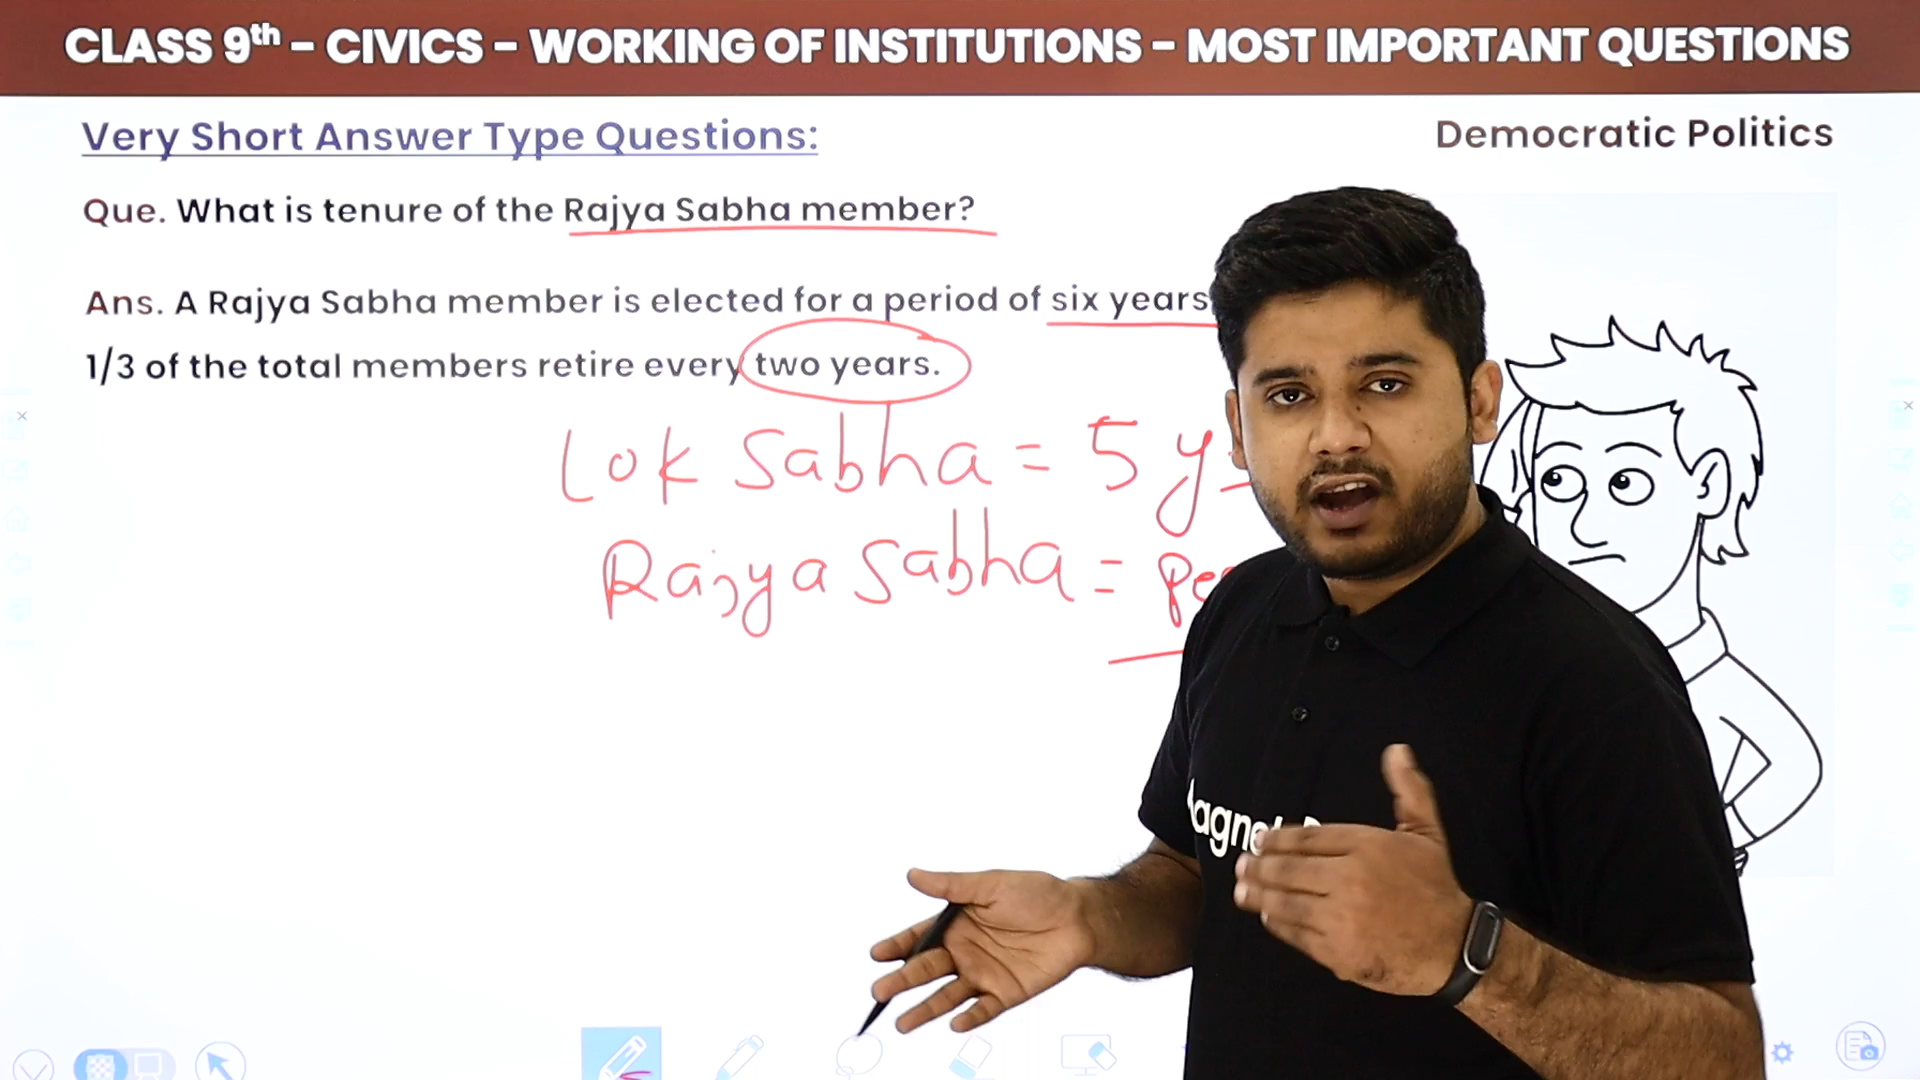 CLASS 9th – CIVICS – WORKING OF INSTITUTIONS – MOST IMPORTANT QUESTIONS
Very Short Answer Type Questions:
Democratic Politics
Que. What is tenure of the Rajya Sabha member?
Ans. A Rajya Sabha member is elected for a period of six years
1/3 of the total members retire every two years.
Lok Sabha = 5 y
Rajya Sabha =